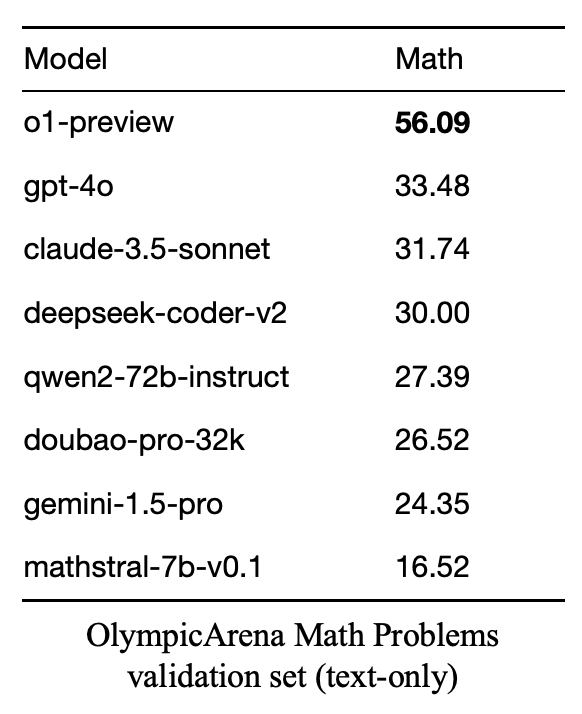 Model Math
o1-preview 56.09
gpt-4o 33.48
claude-3.5-sonnet 31.74
deepseek-coder-v2 30.00
qwen2-72b-instruct 27.39
doubao-pro-32k 26.52
gemini-1.5-pro 24.35
mathstral-7b-v0.1 16.52
OlympicArena Math Problems
validation set (text-only)